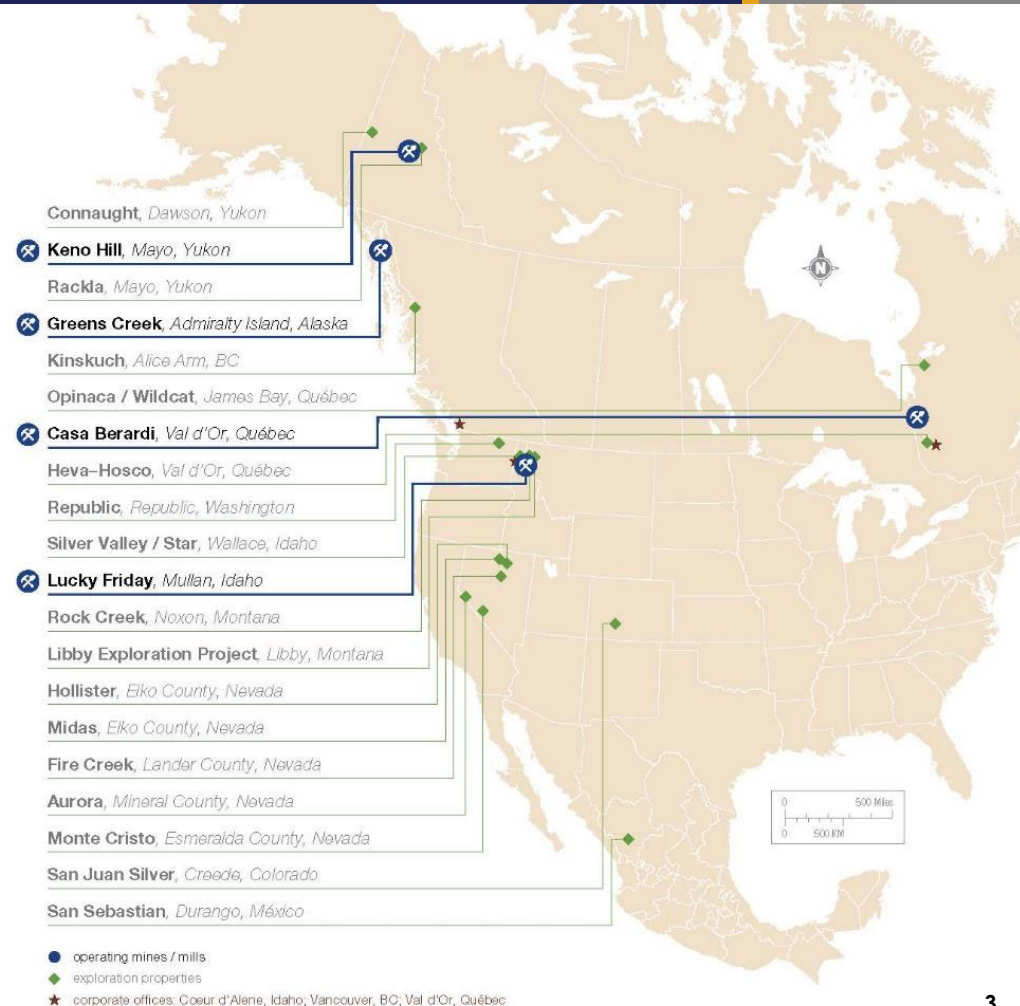 Connaught, Dawson, Yukon
Keno Hill, Mayo, Yukon
Rackla, Mayo, Yukon
Greens Creek, Admiralty Island, Alaska
Kinskuch, Alice Arm, BC
Opinaca / Wildcat, James Bay, Québec
Casa Berardi, Val d'Or, Québec
Heva–Hosco, Val d'Or, Québec
Republic, Republic, Washington
Silver Valley / Star, Wallace, Idaho
Lucky Friday, Mullan, Idaho
Rock Creek, Noxon, Montana
Libby Exploration Project, Libby, Montana
Hollister, Elko County, Nevada
Midas, Elko County, Nevada
Fire Creek, Lander County, Nevada
Aurora, Mineral County, Nevada
Monte Cristo, Esmeralda County, Nevada
San Juan Silver, Creede, Colorado
San Sebastian, Durango, México
N
0 500 Miles
0 500 KM
operating mines / mills
exploration properties
corporate offices: Coeur d'Alene, Idaho; Vancouver, BC; Val d'Or, Québec
3